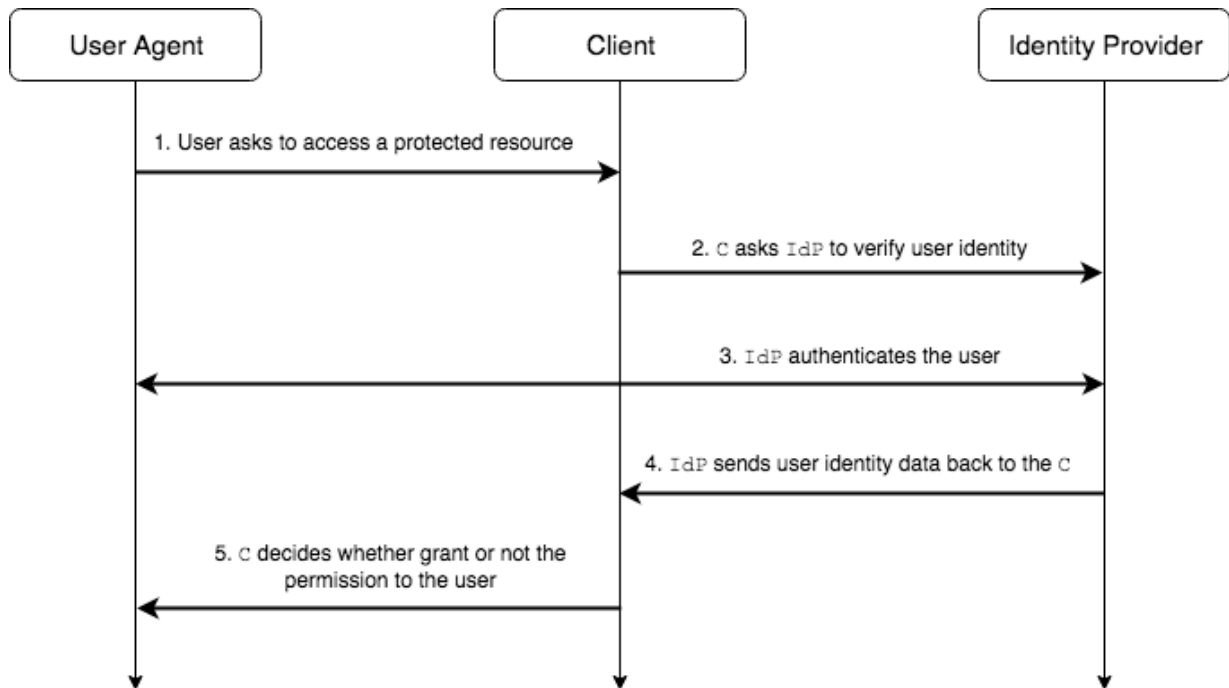 User Agent
Client
Identity Provider
1. User asks to access a protected resource
2. C asks IdP to verify user identity
3. IdP authenticates the user
4. IdP sends user identity data back to the C
5. C decides whether grant or not the
permission to the user